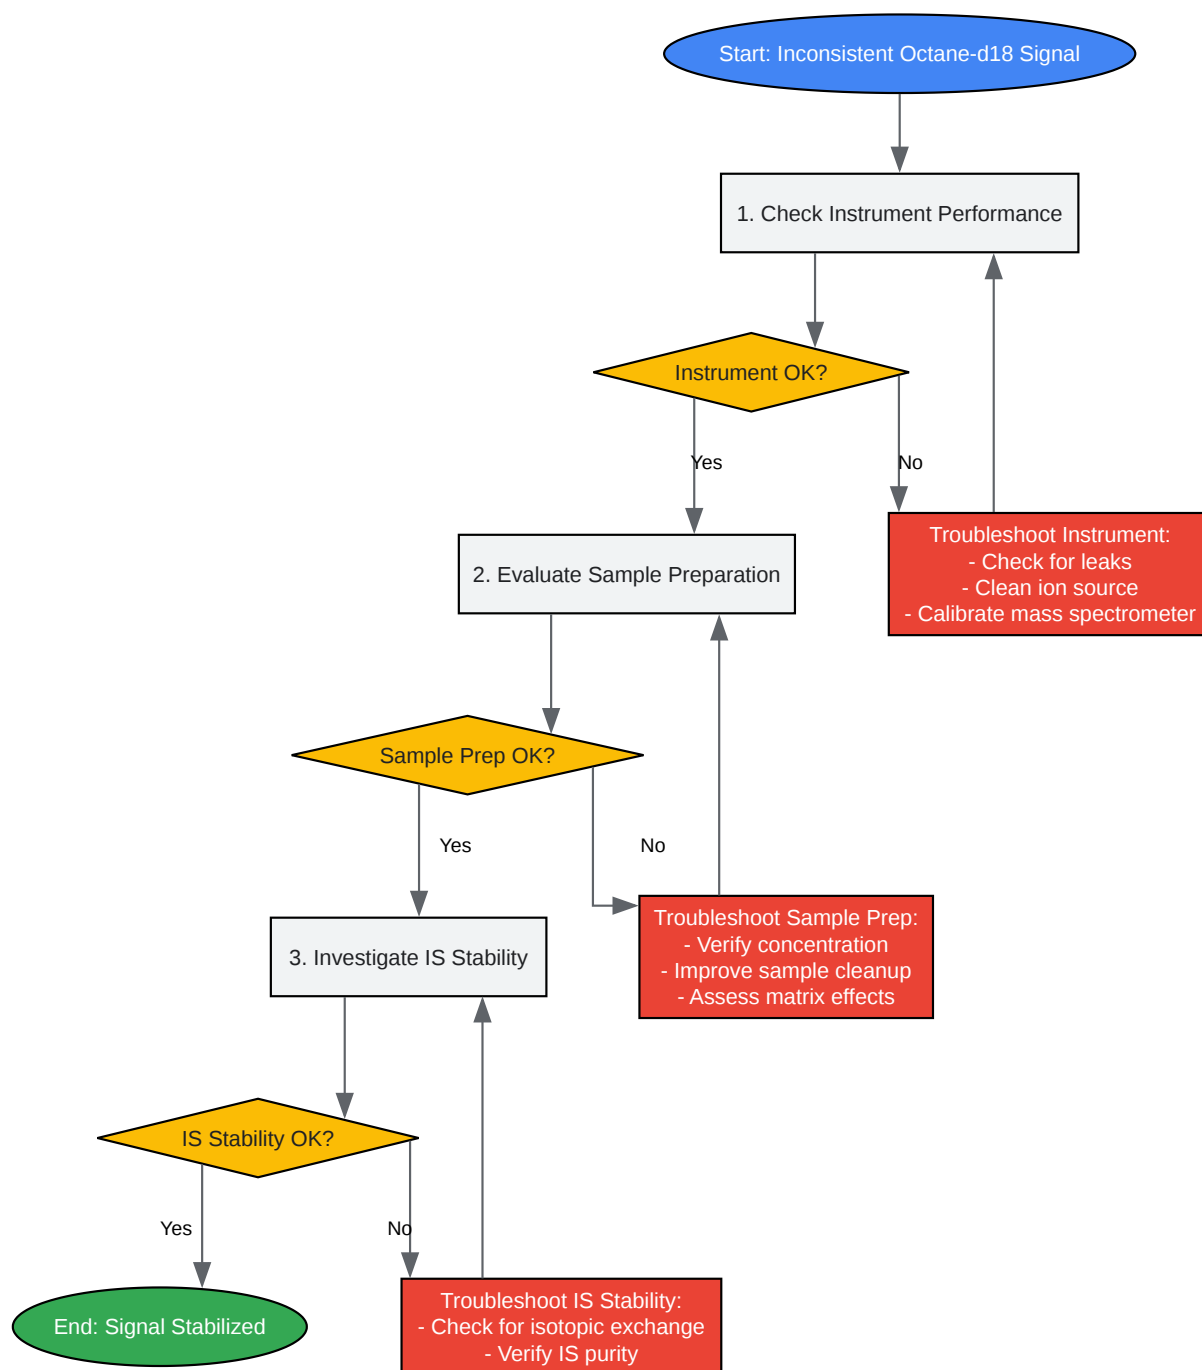 Start: Inconsistent Octane-d18 Signal
1. Check Instrument Performance
Instrument OK?
Yes
No
Troubleshoot Instrument:
- Check for leaks
- Clean ion source
- Calibrate mass spectrometer
2. Evaluate Sample Preparation
Sample Prep OK?
Yes
No
Troubleshoot Sample Prep:
- Verify concentration
- Improve sample cleanup
- Assess matrix effects
3. Investigate IS Stability
IS Stability OK?
Yes
No
End: Signal Stabilized
Troubleshoot IS Stability:
- Check for isotopic exchange
- Verify IS purity